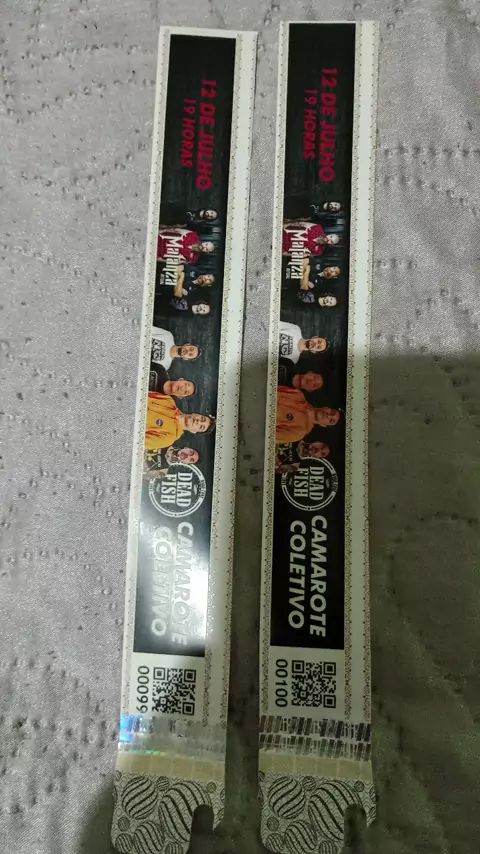 12 DE JULHO
19 HORAS
Matanza
DEAD
FISH
CAMAROTE
COLETIVO
00099
12 DE JULHO
19 HORAS
Matanza
DEAD
FISH
CAMAROTE
COLETIVO
00100